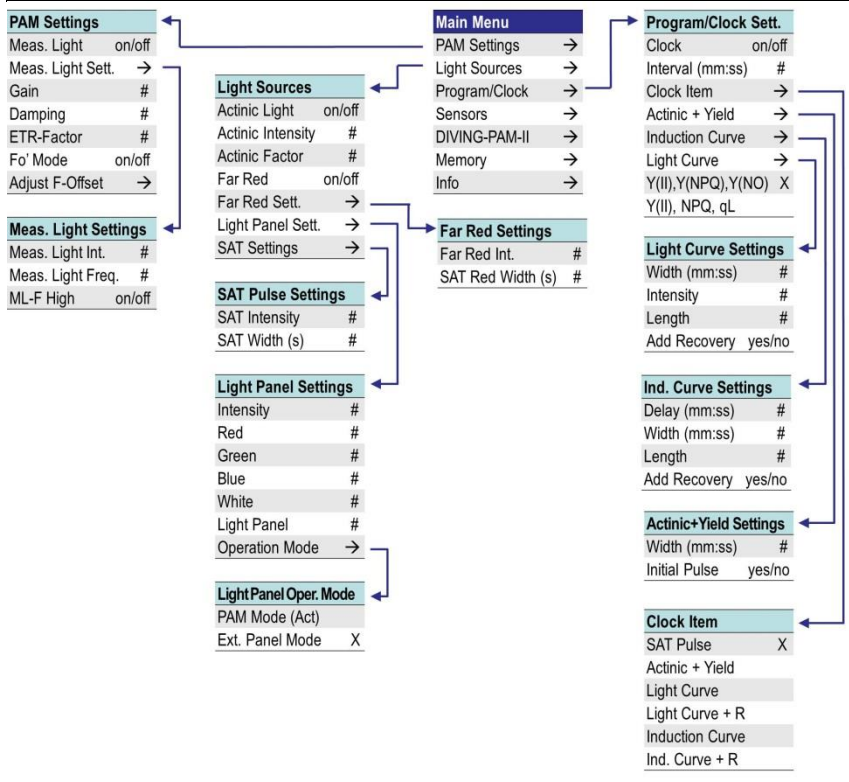 PAM Settings
Meas. Light on/off
Meas. Light Sett. →
Gain #
Damping #
ETR-Factor #
Fo' Mode on/off
Adjust F-Offset →
Meas. Light Settings
Meas. Light Int. #
Meas. Light Freq. #
ML-F High on/off
Main Menu
PAM Settings →
Light Sources →
Program/Clock →
Sensors →
DIVING-PAM-II →
Memory →
Info →
Light Sources
Actinic Light on/off
Actinic Intensity #
Actinic Factor #
Far Red on/off
Far Red Sett. →
Light Panel Sett. →
SAT Settings →
Far Red Settings
Far Red Int. #
SAT Red Width (s) #
SAT Pulse Settings
SAT Intensity #
SAT Width (s) #
Light Panel Settings
Intensity #
Red #
Green #
Blue #
White #
Light Panel #
Operation Mode →
Light Panel Oper. Mode
PAM Mode (Act)
Ext. Panel Mode X
Program/Clock Sett.
Clock on/off
Interval (mm:ss) #
Clock Item →
Actinic + Yield →
Induction Curve →
Light Curve →
Y(II),Y(NPQ),Y(NO) X
Y(II), NPQ, qL
Light Curve Settings
Width (mm:ss) #
Intensity #
Length #
Add Recovery yes/no
Ind. Curve Settings
Delay (mm:ss) #
Width (mm:ss) #
Length #
Add Recovery yes/no
Actinic+Yield Settings
Width (mm:ss) #
Initial Pulse yes/no
Clock Item
SAT Pulse X
Actinic + Yield
Light Curve
Light Curve + R
Induction Curve
Ind. Curve + R